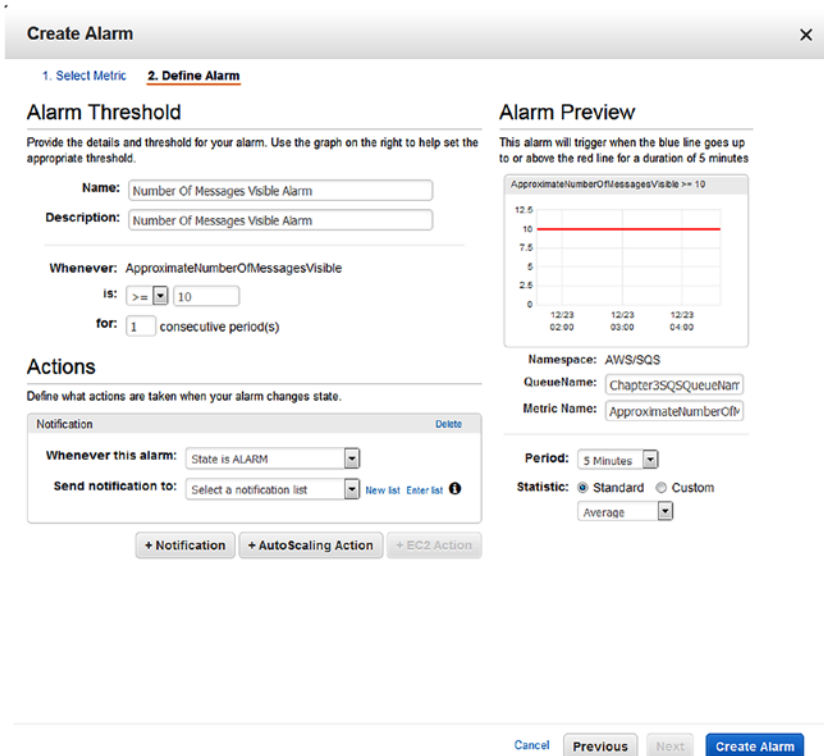 Create Alarm
×
1. Select Metric 2. Define Alarm
Alarm Threshold
Provide the details and threshold for your alarm. Use the graph on the right to help set the
appropriate threshold.
Name: Number Of Messages Visible Alarm
Description: Number Of Messages Visible Alarm
Whenever: ApproximateNumberOfMessagesVisible
is: >= 10
for: 1 consecutive period(s)
Actions
Define what actions are taken when your alarm changes state.
Notification Delete
Whenever this alarm: State is ALARM
Send notification to: Select a notification list New list Enter list
+ Notification + AutoScaling Action + EC2 Action
Alarm Preview
This alarm will trigger when the blue line goes up
to or above the red line for a duration of 5 minutes
ApproximateNumberOfMessagesVisible >= 10
12.5
10
7.5
5
2.5
0
12/23 12/23 12/23
02:00 03:00 04:00
Namespace: AWS/SQS
QueueName: Chapter3SQSQueueNam
Metric Name: ApproximateNumberOfM
Period: 5 Minutes
Statistic: Standard Custom
Average
Cancel Previous Next Create Alarm